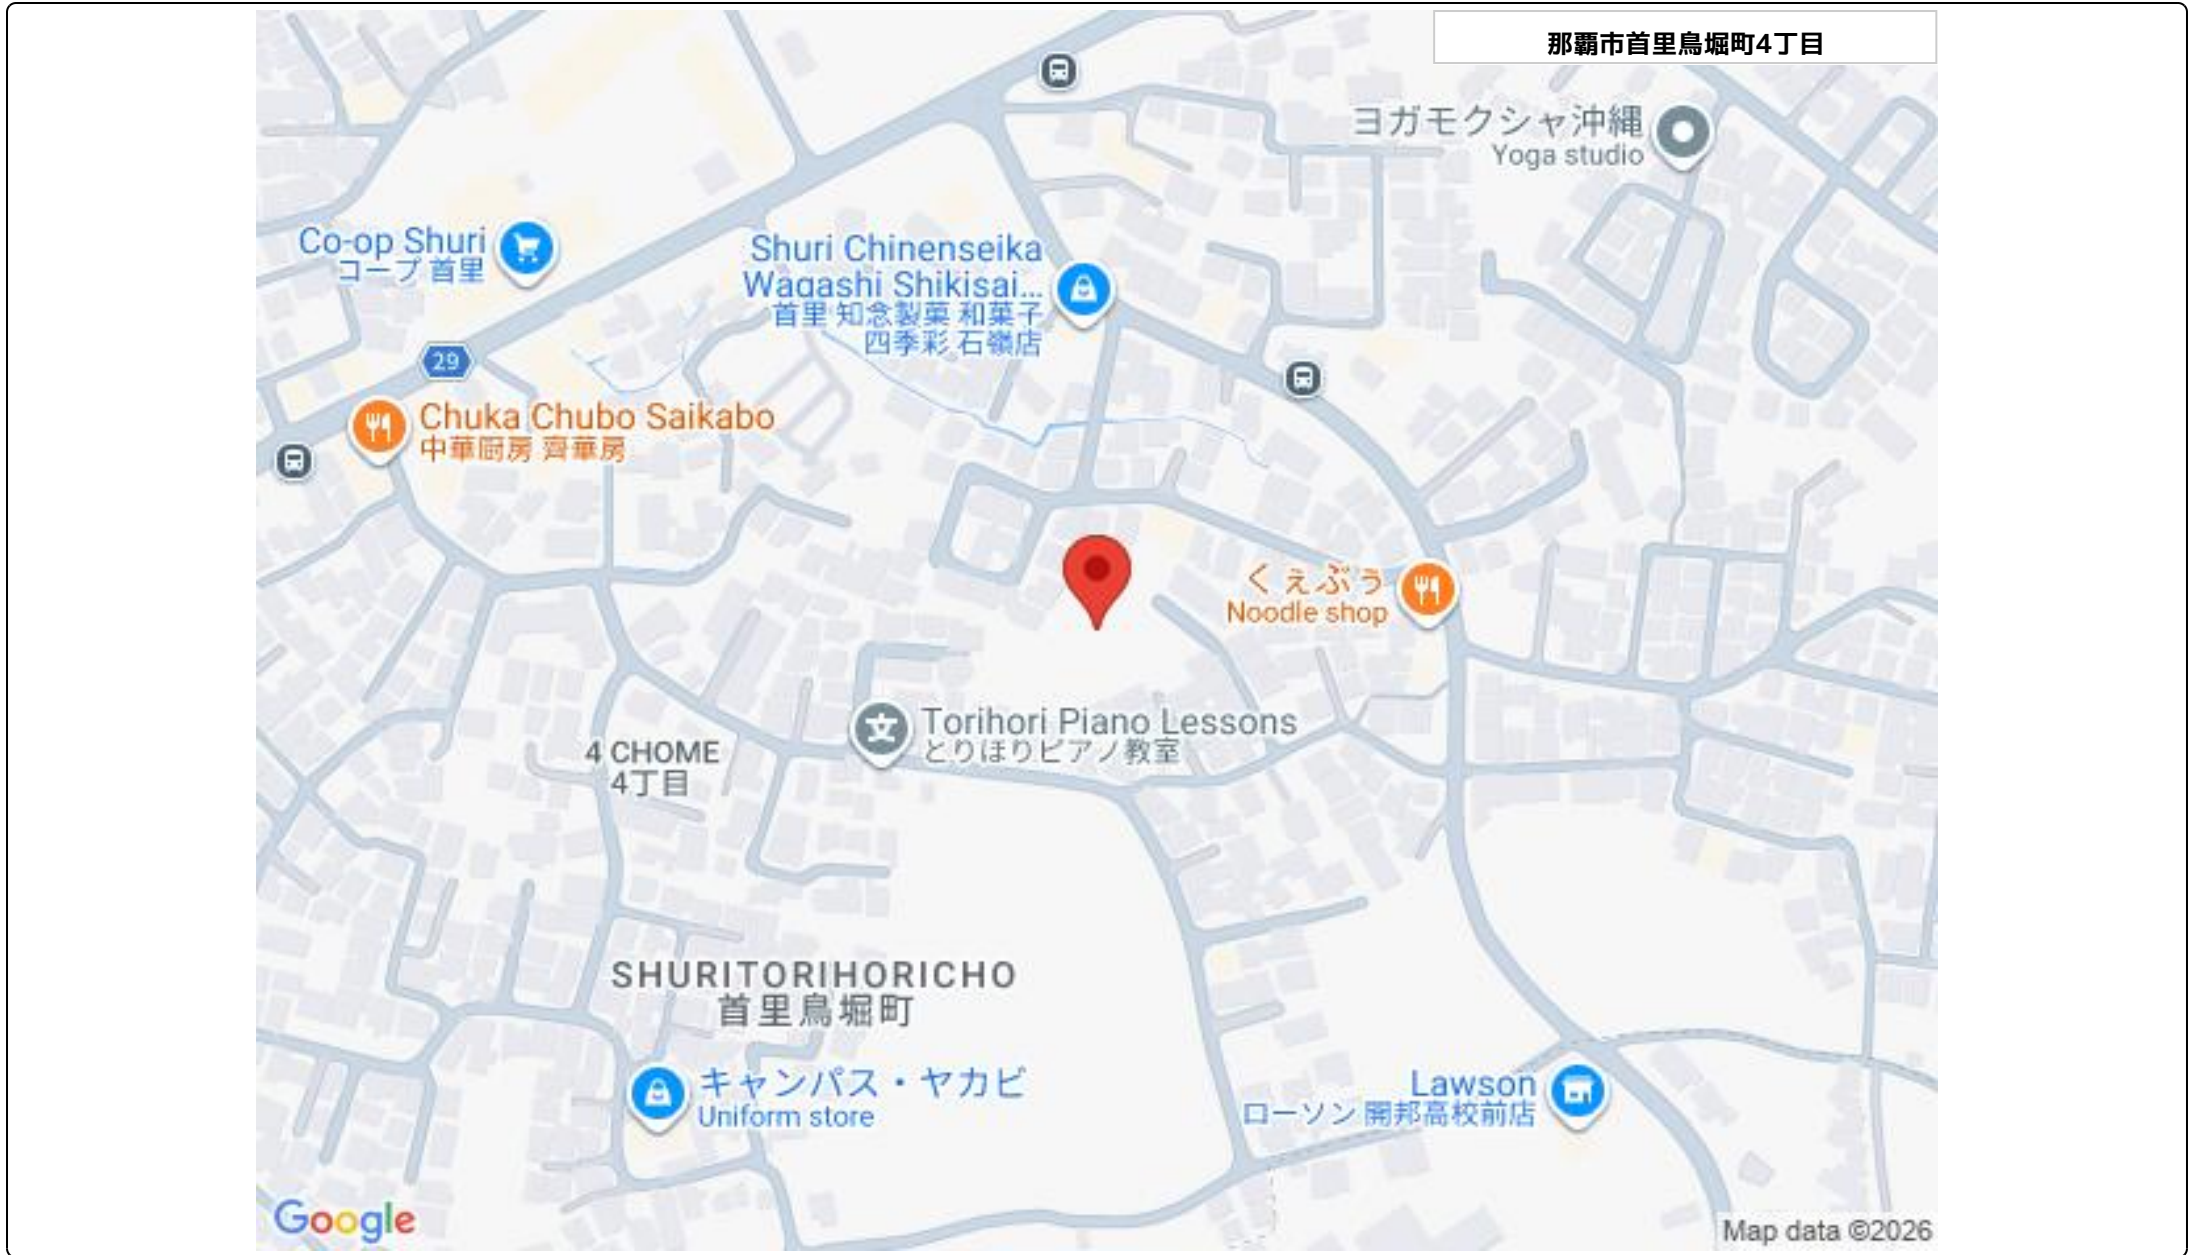 那覇市首里鳥堀町4丁目
ヨガモクシャ沖縄
Yoga studio
Co-op Shuri
コープ 首里
Shuri Chinenseika
Wagashi Shikisai...
首里 知念製菓 和菓子
四季彩 石嶺店
29
Chuka Chubo Saikabo
中華厨房 齊華房
くぇぶぅ
Noodle shop
Torihori Piano Lessons
とりほりピアノ教室
4 CHOME
4丁目
SHURITORIHORICHO
首里鳥堀町
キャンパス・ヤカビ
Uniform store
Lawson
ローソン 開邦高校前店
Google
Map data ©2026